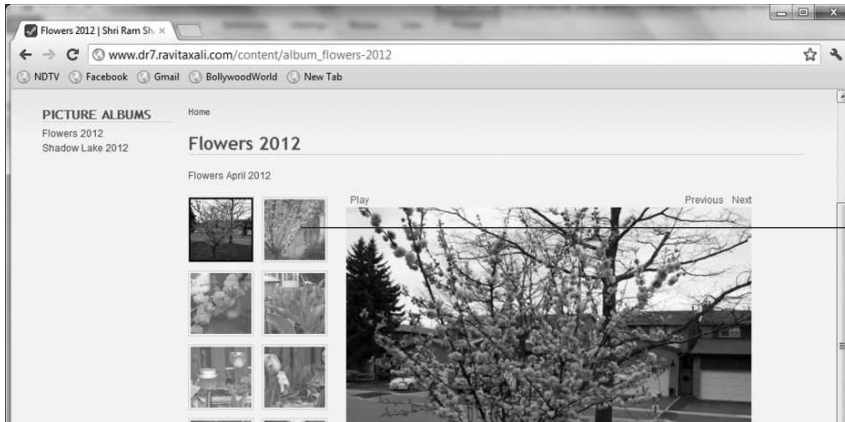 Flowers 2012 | Shri Ram Sh
www.dr7.ravitaxali.com/content/album_flowers-2012
NDTV Facebook Gmail BollywoodWorld New Tab
PICTURE ALBUMS
Flowers 2012
Shadow Lake 2012
Home
Flowers 2012
Flowers April 2012
Play Previous Next